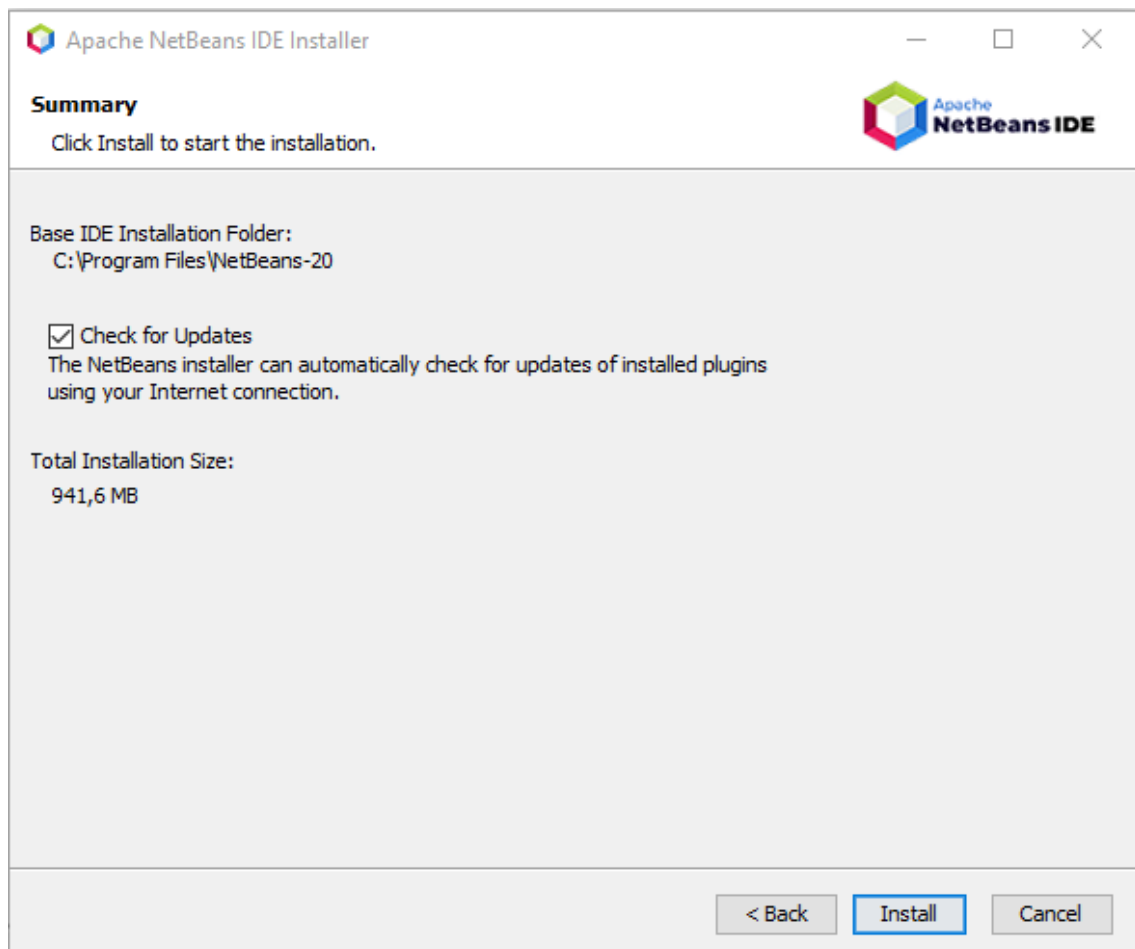 Apache NetBeans IDE Installer
Summary
Click Install to start the installation.
Apache
NetBeans IDE
Base IDE Installation Folder:
C:\Program Files\NetBeans-20
Check for Updates
The NetBeans installer can automatically check for updates of installed plugins
using your Internet connection.
Total Installation Size:
941,6 MB
< Back Install Cancel